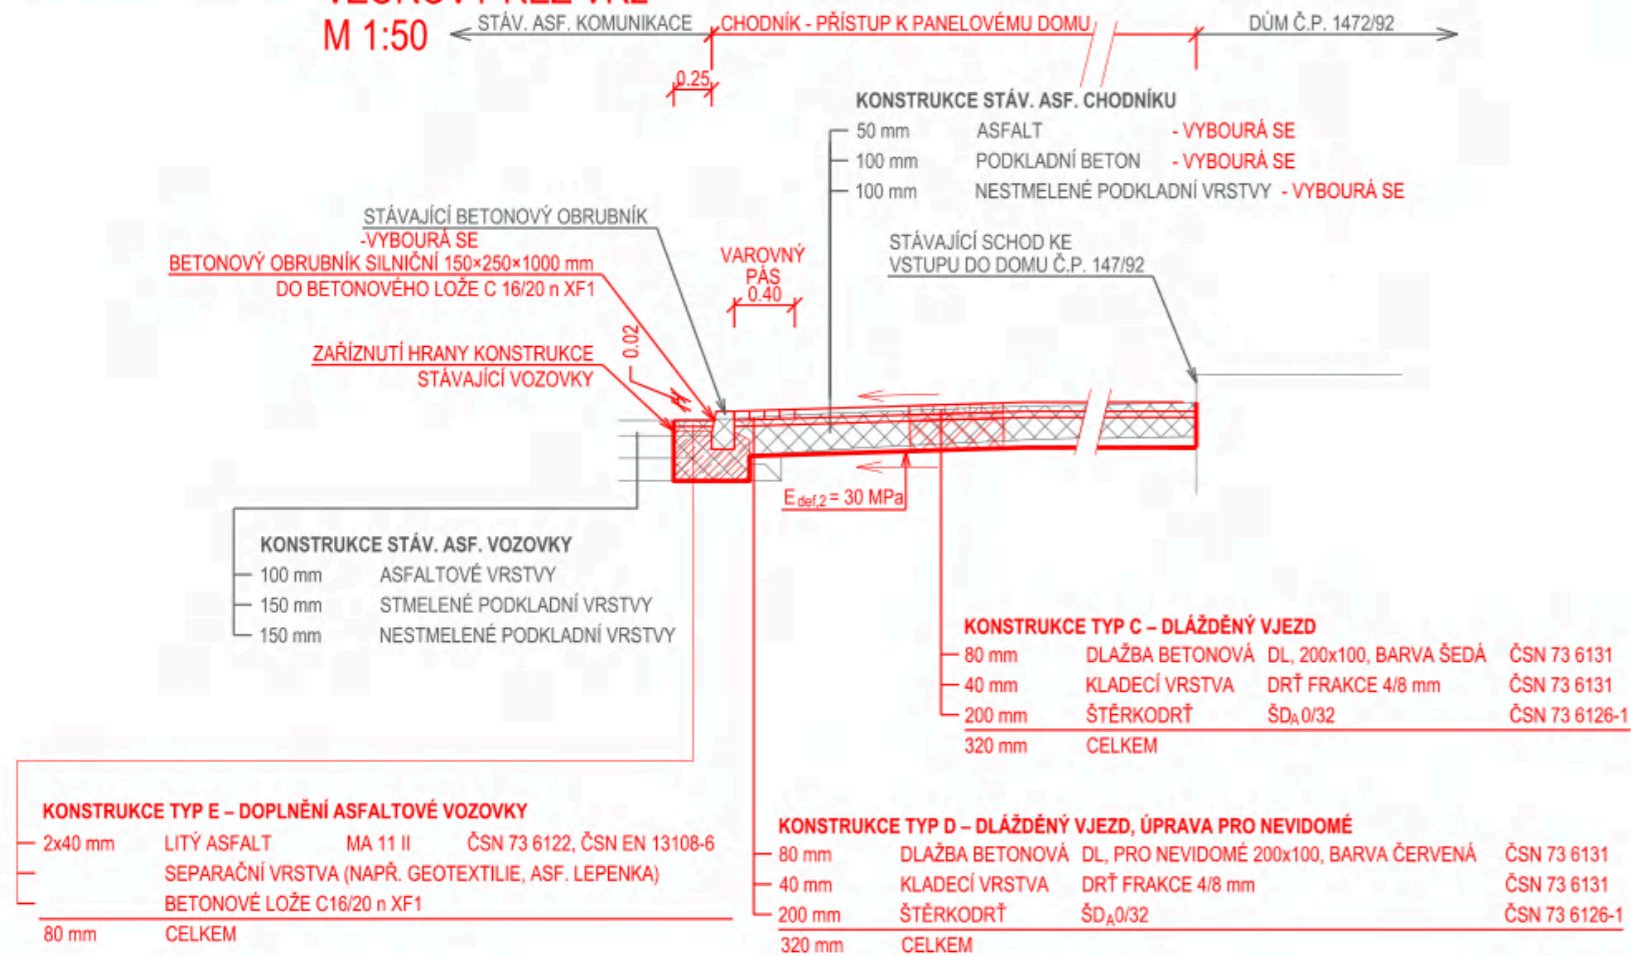 M 1:50
STÁV. ASF. KOMUNIKACE
CHODNÍK - PŘÍSTUP K PANELOVÉMU DOMU
DŮM Č.P. 1472/92
0.25
KONSTRUKCE STÁV. ASF. CHODNÍKU
50 mm ASFALT - VYBOURÁ SE
100 mm PODKLADNÍ BETON - VYBOURÁ SE
100 mm NESTMELENÉ PODKLADNÍ VRSTVY - VYBOURÁ SE
STÁVAJÍCÍ BETONOVÝ OBRUBNÍK
-VYBOURÁ SE
BETONOVÝ OBRUBNÍK SILNIČNÍ 150×250×1000 mm
DO BETONOVÉHO LOŽE C 16/20 n XF1
VAROVNÝ
PÁS
0.40
STÁVAJÍCÍ SCHOD KE
VSTUPU DO DOMU Č.P. 147/92
ZAŘÍZNUTÍ HRANY KONSTRUKCE
STÁVAJÍCÍ VOZOVKY
0.02
Edef,2 = 30 MPa
KONSTRUKCE STÁV. ASF. VOZOVKY
100 mm ASFALTOVÉ VRSTVY
150 mm STMELENÉ PODKLADNÍ VRSTVY
150 mm NESTMELENÉ PODKLADNÍ VRSTVY
KONSTRUKCE TYP C – DLÁŽDĚNÝ VJEZD
80 mm DLAŽBA BETONOVÁ DL, 200x100, BARVA ŠEDÁ ČSN 73 6131
40 mm KLADECÍ VRSTVA DRŤ FRAKCE 4/8 mm ČSN 73 6131
200 mm ŠTĚRKODRŤ ŠDA 0/32 ČSN 73 6126-1
320 mm CELKEM
KONSTRUKCE TYP E – DOPLNĚNÍ ASFALTOVÉ VOZOVKY
2x40 mm LITÝ ASFALT MA 11 II ČSN 73 6122, ČSN EN 13108-6
SEPARAČNÍ VRSTVA (NAPŘ. GEOTEXTILIE, ASF. LEPENKA)
BETONOVÉ LOŽE C16/20 n XF1
80 mm CELKEM
KONSTRUKCE TYP D – DLÁŽDĚNÝ VJEZD, ÚPRAVA PRO NEVIDOMÉ
80 mm DLAŽBA BETONOVÁ DL, PRO NEVIDOMÉ 200x100, BARVA ČERVENÁ ČSN 73 6131
40 mm KLADECÍ VRSTVA DRŤ FRAKCE 4/8 mm ČSN 73 6131
200 mm ŠTĚRKODRŤ ŠDA0/32 ČSN 73 6126-1
320 mm CELKEM